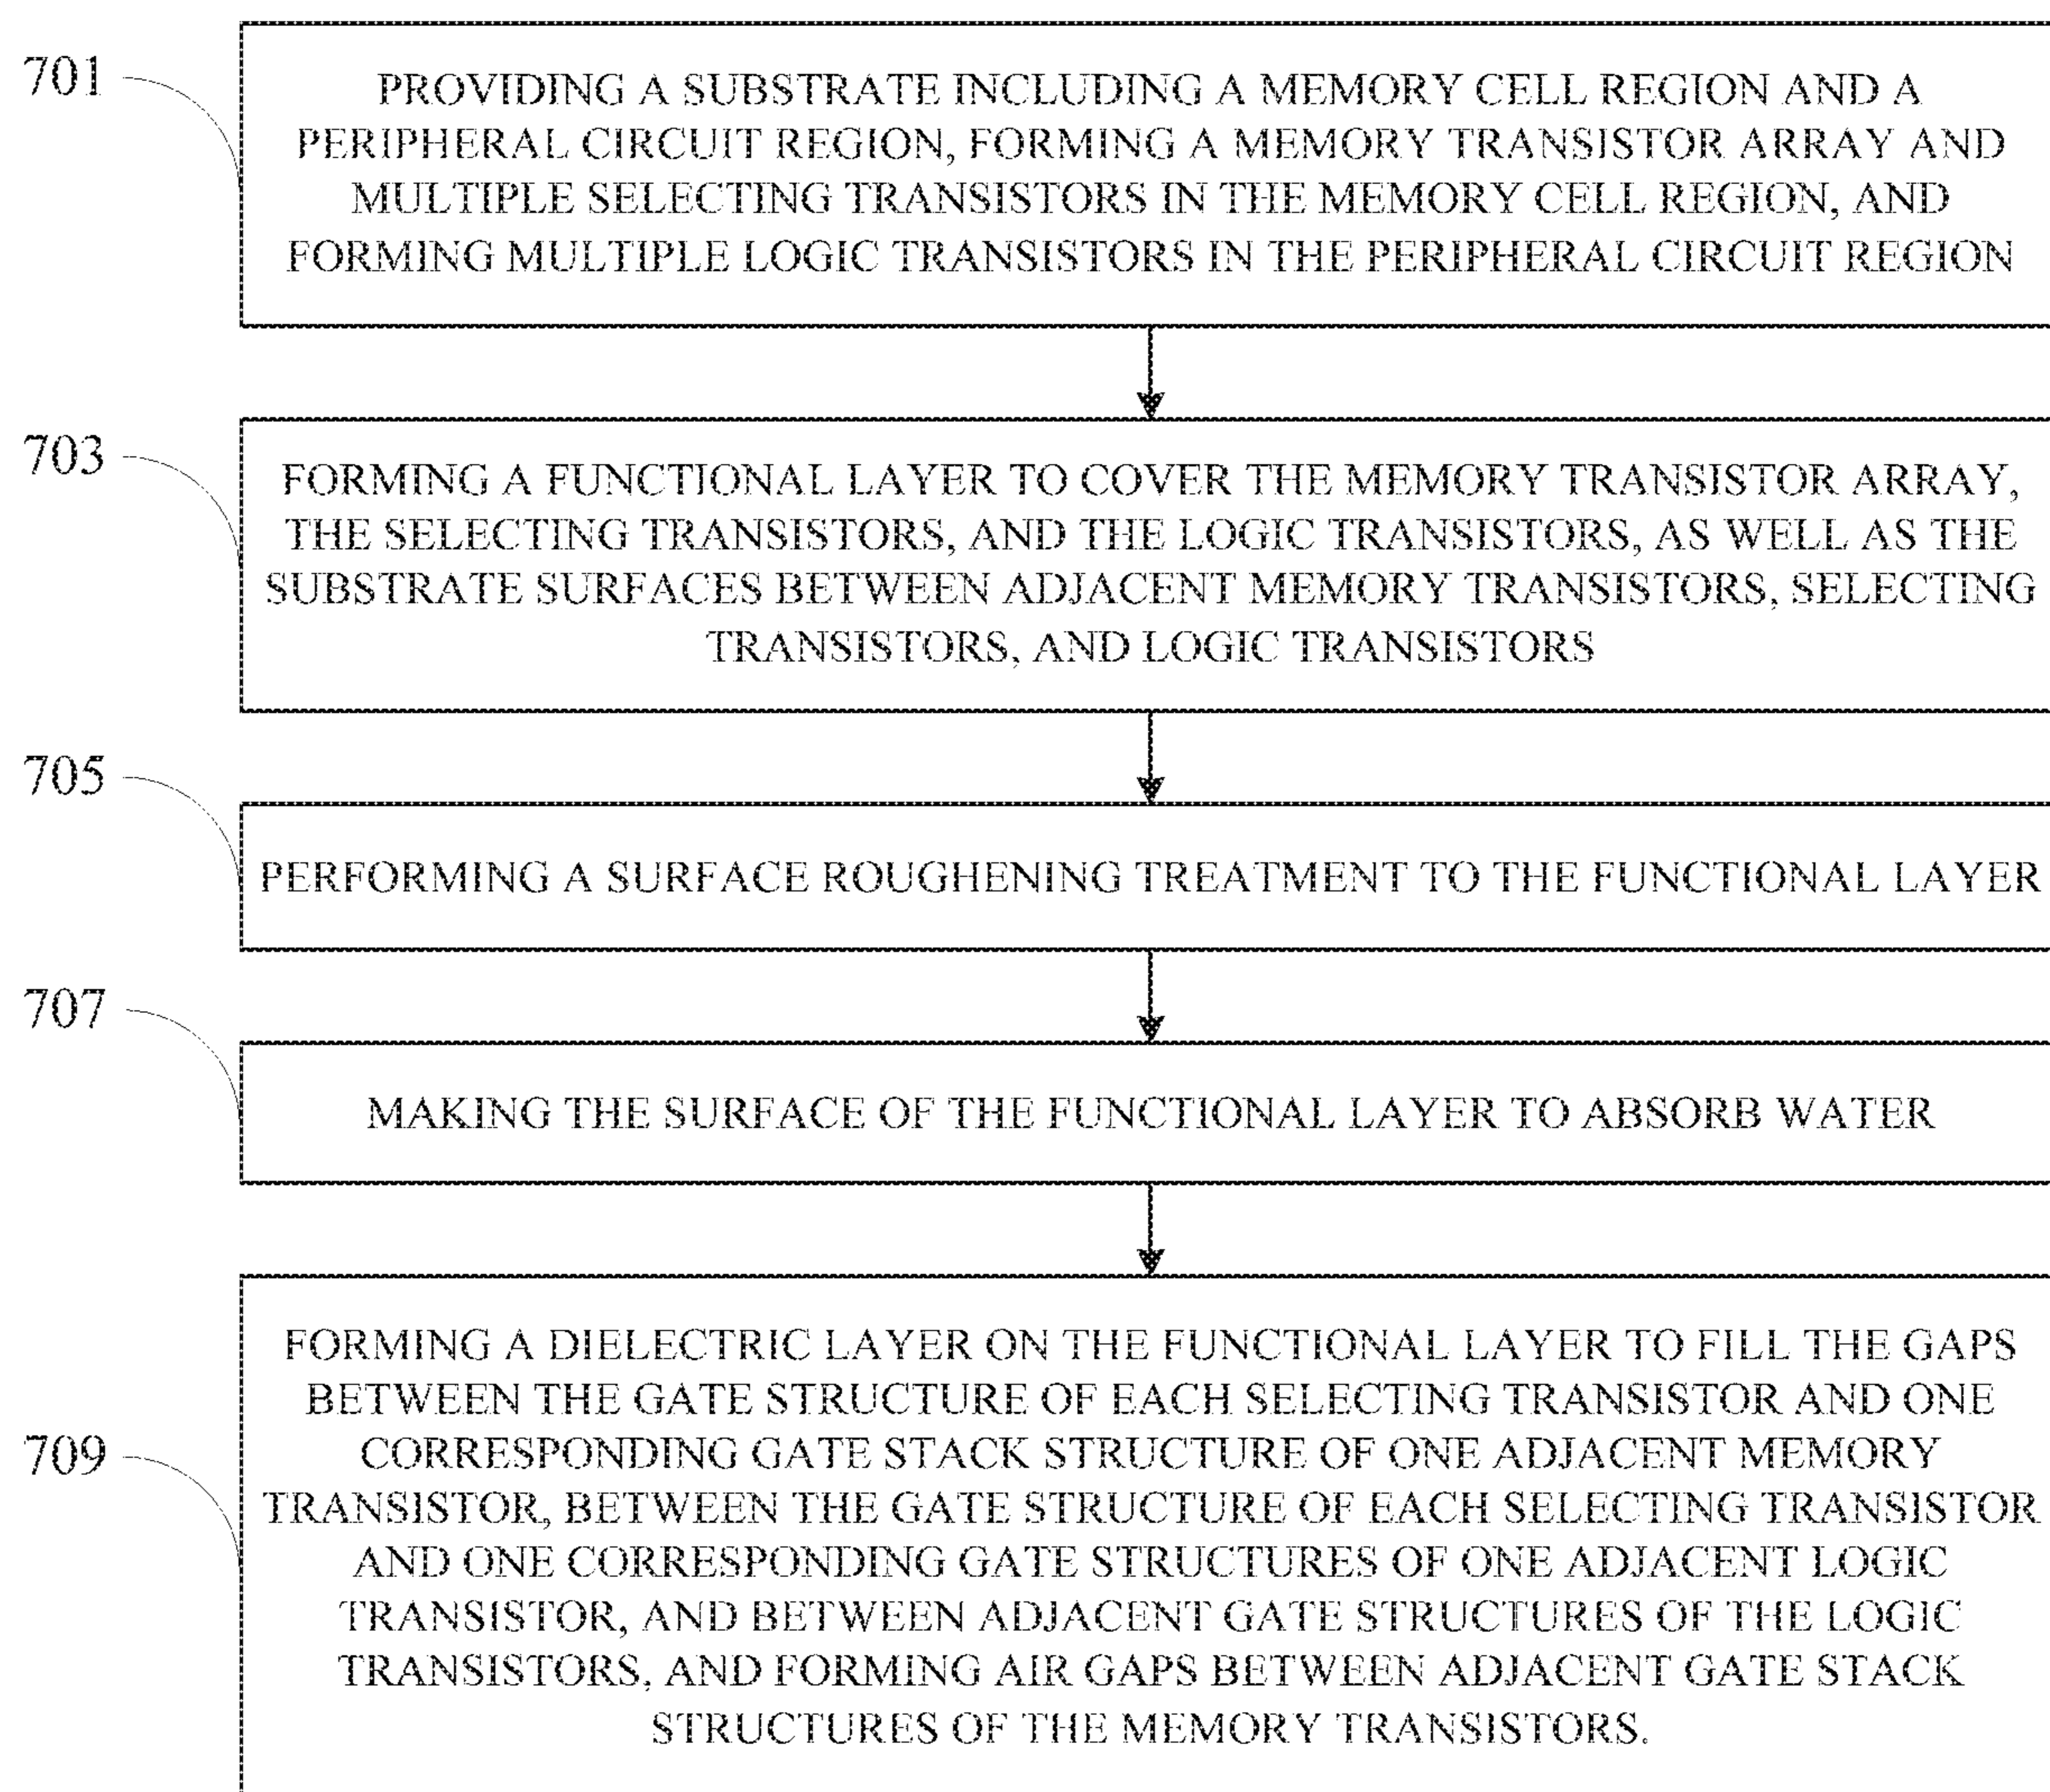 701
PROVIDING A SUBSTRATE INCLUDING A MEMORY CELL REGION AND A
PERIPHERAL CIRCUIT REGION, FORMING A MEMORY TRANSISTOR ARRAY AND
MULTIPLE SELECTING TRANSISTORS IN THE MEMORY CELL REGION, AND
FORMING MULTIPLE LOGIC TRANSISTORS IN THE PERIPHERAL CIRCUIT REGION
703
FORMING A FUNCTIONAL LAYER TO COVER THE MEMORY TRANSISTOR ARRAY,
THE SELECTING TRANSISTORS, AND THE LOGIC TRANSISTORS, AS WELL AS THE
SUBSTRATE SURFACES BETWEEN ADJACENT MEMORY TRANSISTORS, SELECTING
TRANSISTORS, AND LOGIC TRANSISTORS
705
PERFORMING A SURFACE ROUGHENING TREATMENT TO THE FUNCTIONAL LAYER
707
MAKING THE SURFACE OF THE FUNCTIONAL LAYER TO ABSORB WATER
709
FORMING A DIELECTRIC LAYER ON THE FUNCTIONAL LAYER TO FILL THE GAPS
BETWEEN THE GATE STRUCTURE OF EACH SELECTING TRANSISTOR AND ONE
CORRESPONDING GATE STACK STRUCTURE OF ONE ADJACENT MEMORY
TRANSISTOR, BETWEEN THE GATE STRUCTURE OF EACH SELECTING TRANSISTOR
AND ONE CORRESPONDING GATE STRUCTURES OF ONE ADJACENT LOGIC
TRANSISTOR, AND BETWEEN ADJACENT GATE STRUCTURES OF THE LOGIC
TRANSISTORS, AND FORMING AIR GAPS BETWEEN ADJACENT GATE STACK
STRUCTURES OF THE MEMORY TRANSISTORS.